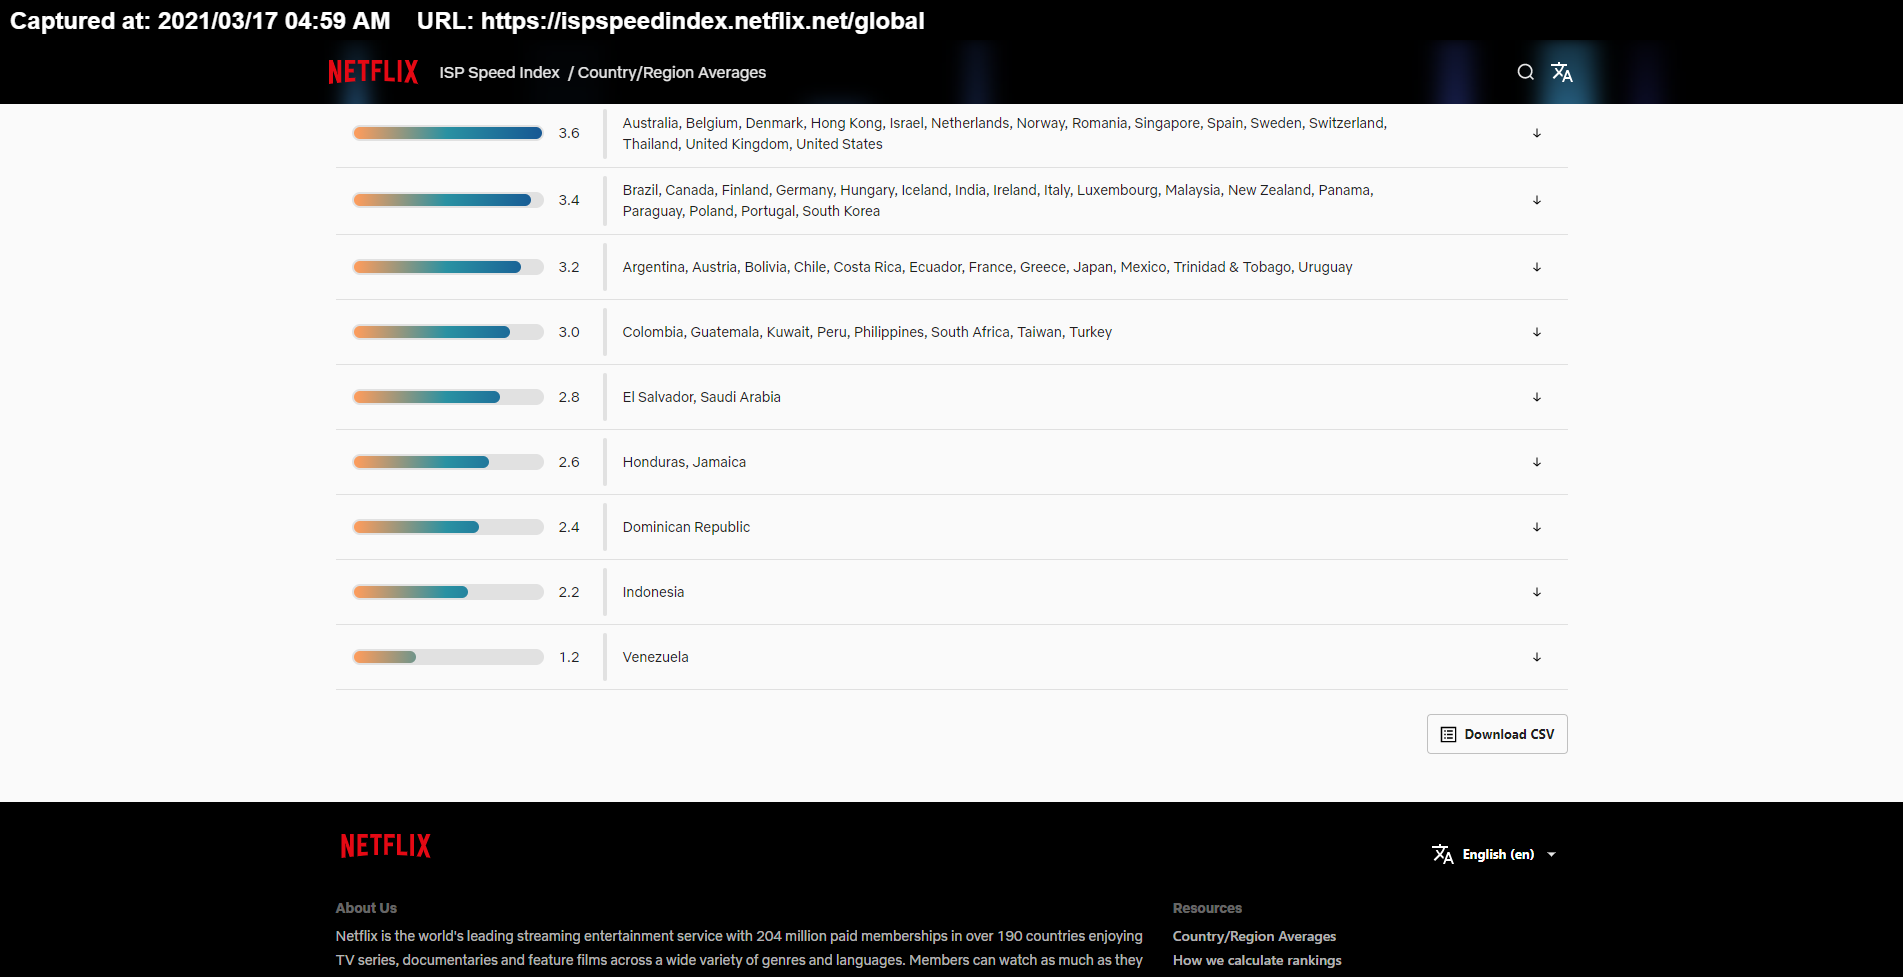 Captured at: 2021/03/17 04:59 AM    URL: https://ispspeedindex.netflix.net/global
NETFLIX ISP Speed Index / Country/Region Averages
3.6 Australia, Belgium, Denmark, Hong Kong, Israel, Netherlands, Norway, Romania, Singapore, Spain, Sweden, Switzerland,
Thailand, United Kingdom, United States
3.4 Brazil, Canada, Finland, Germany, Hungary, Iceland, India, Ireland, Italy, Luxembourg, Malaysia, New Zealand, Panama,
Paraguay, Poland, Portugal, South Korea
3.2 Argentina, Austria, Bolivia, Chile, Costa Rica, Ecuador, France, Greece, Japan, Mexico, Trinidad & Tobago, Uruguay
3.0 Colombia, Guatemala, Kuwait, Peru, Philippines, South Africa, Taiwan, Turkey
2.8 El Salvador, Saudi Arabia
2.6 Honduras, Jamaica
2.4 Dominican Republic
2.2 Indonesia
1.2 Venezuela
Download CSV
NETFLIX
English (en)
About Us
Netflix is the world's leading streaming entertainment service with 204 million paid memberships in over 190 countries enjoying
TV series, documentaries and feature films across a wide variety of genres and languages. Members can watch as much as they
Resources
Country/Region Averages
How we calculate rankings